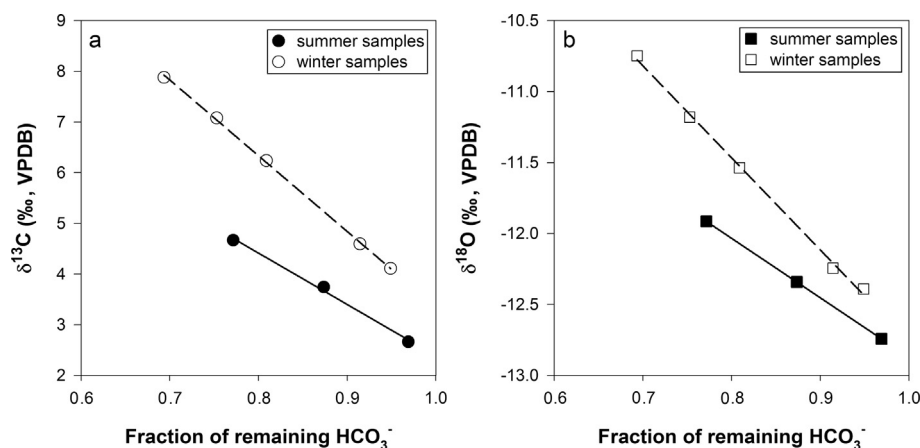 a
summer samples
winter samples
9
8
7
6
5
4
3
2
δ¹³C (‰, VPDB)
0.6 0.7 0.8 0.9 1.0
Fraction of remaining HCO₃⁻
b
summer samples
winter samples
-10.5
-11.0
-11.5
-12.0
-12.5
-13.0
δ¹⁸O (‰, VPDB)
0.6 0.7 0.8 0.9 1.0
Fraction of remaining HCO₃⁻